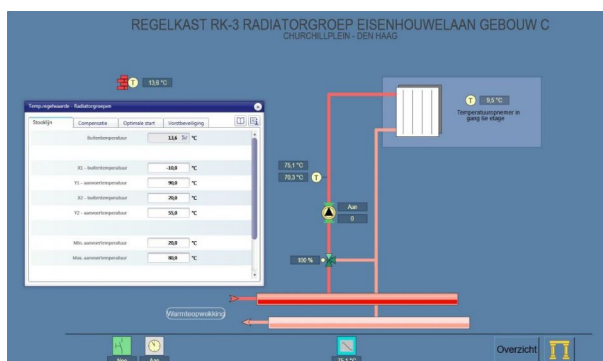 REGELKAST RK-3 RADIATORGROEP EISENHOUWELAAN GEBOUW C
CHURCHILLPLEIN - DEN HAAG
T 13,6 °C
Temp.regelwaarde - Radiatorgroepen
Stooklijn Compensatie Optimale start Vorstbeveiliging
Buitentemperatuur 13,6 °C
X1 - buitentemperatuur -10,0 °C
Y1 - aanvoertemperatuur 90,0 °C
X2 - buitentemperatuur 20,0 °C
Y2 - aanvoertemperatuur 55,0 °C
Min. aanvoertemperatuur 20,0 °C
Max. aanvoertemperatuur 80,0 °C
T 9,5 °C
Temperatuuropnemer in
gang 6e etage
75,1 °C
70,3 °C T
Aan
0
100 %
Warmteopwekking
Nee Aan 75,1 °C
Overzicht